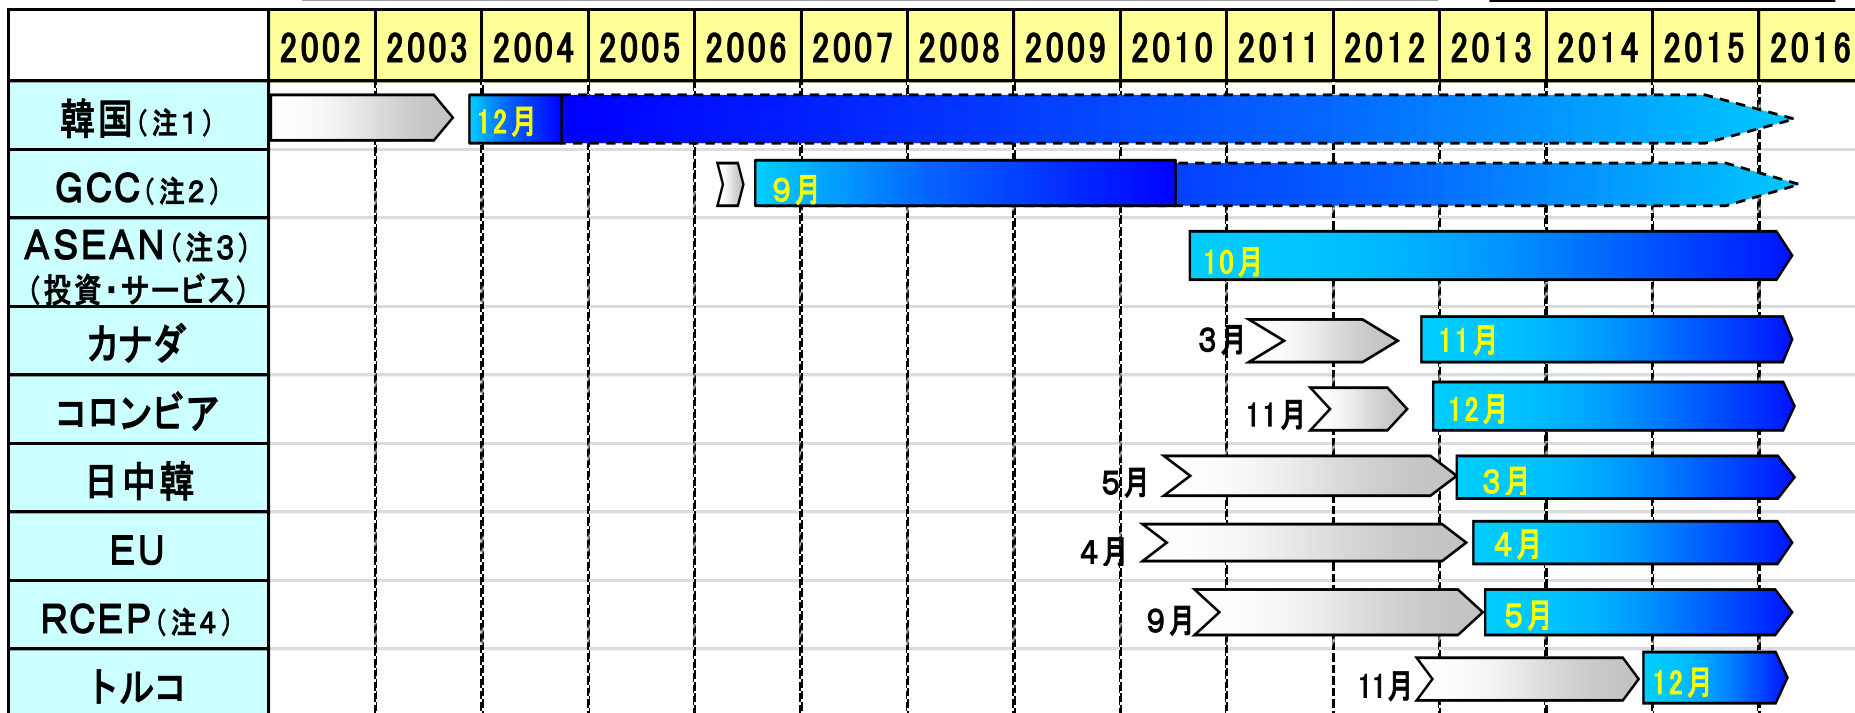 2002 2003 2004 2005 2006 2007 2008 2009 2010 2011 2012 2013 2014 2015 2016
韓国(注1) 12月
GCC(注2) 9月
ASEAN(注3)
(投資・サービス) 10月
カナダ 3月 11月
コロンビア 11月 12月
日中韓 5月 3月
EU 4月 4月
RCEP(注4) 9月 5月
トルコ 11月 12月